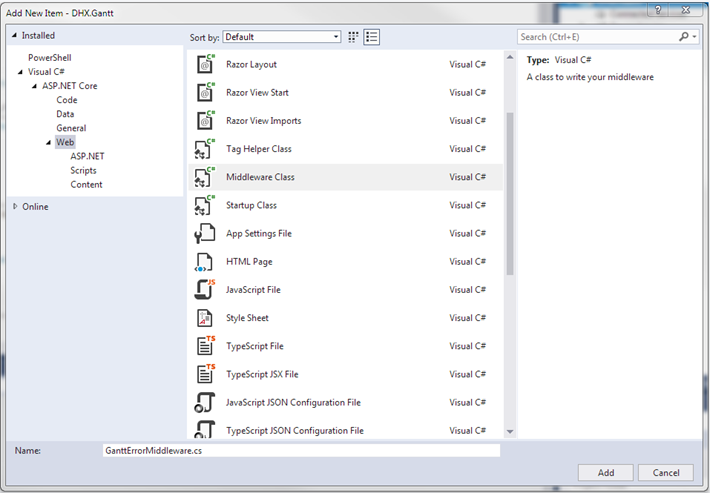 Add New Item - DHX.Gantt
Installed
Sort by: Default
Search (Ctrl+E)
PowerShell
Visual C#
ASP.NET Core
Code
Data
General
Web
ASP.NET
Scripts
Content
Online
Razor Layout Visual C#
Razor View Start Visual C#
Razor View Imports Visual C#
Tag Helper Class Visual C#
Middleware Class Visual C#
Startup Class Visual C#
App Settings File Visual C#
HTML Page Visual C#
JavaScript File Visual C#
Style Sheet Visual C#
TypeScript File Visual C#
TypeScript JSX File Visual C#
JavaScript JSON Configuration File Visual C#
TypeScript JSON Configuration File Visual C#
Type: Visual C#
A class to write your middleware
Name: GanttErrorMiddleware.cs
Add Cancel